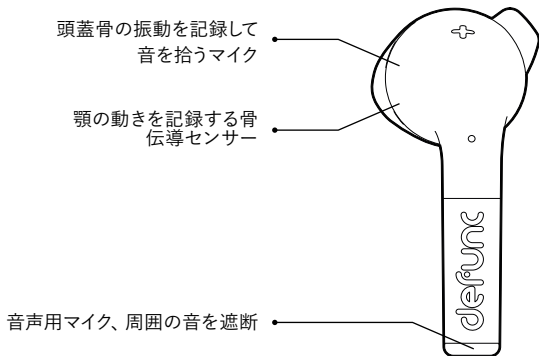 頭蓋骨の振動を記録して
音を拾うマイク
顎の動きを記録する骨
伝導センサー
音声用マイク、周囲の音を遮断
defunc